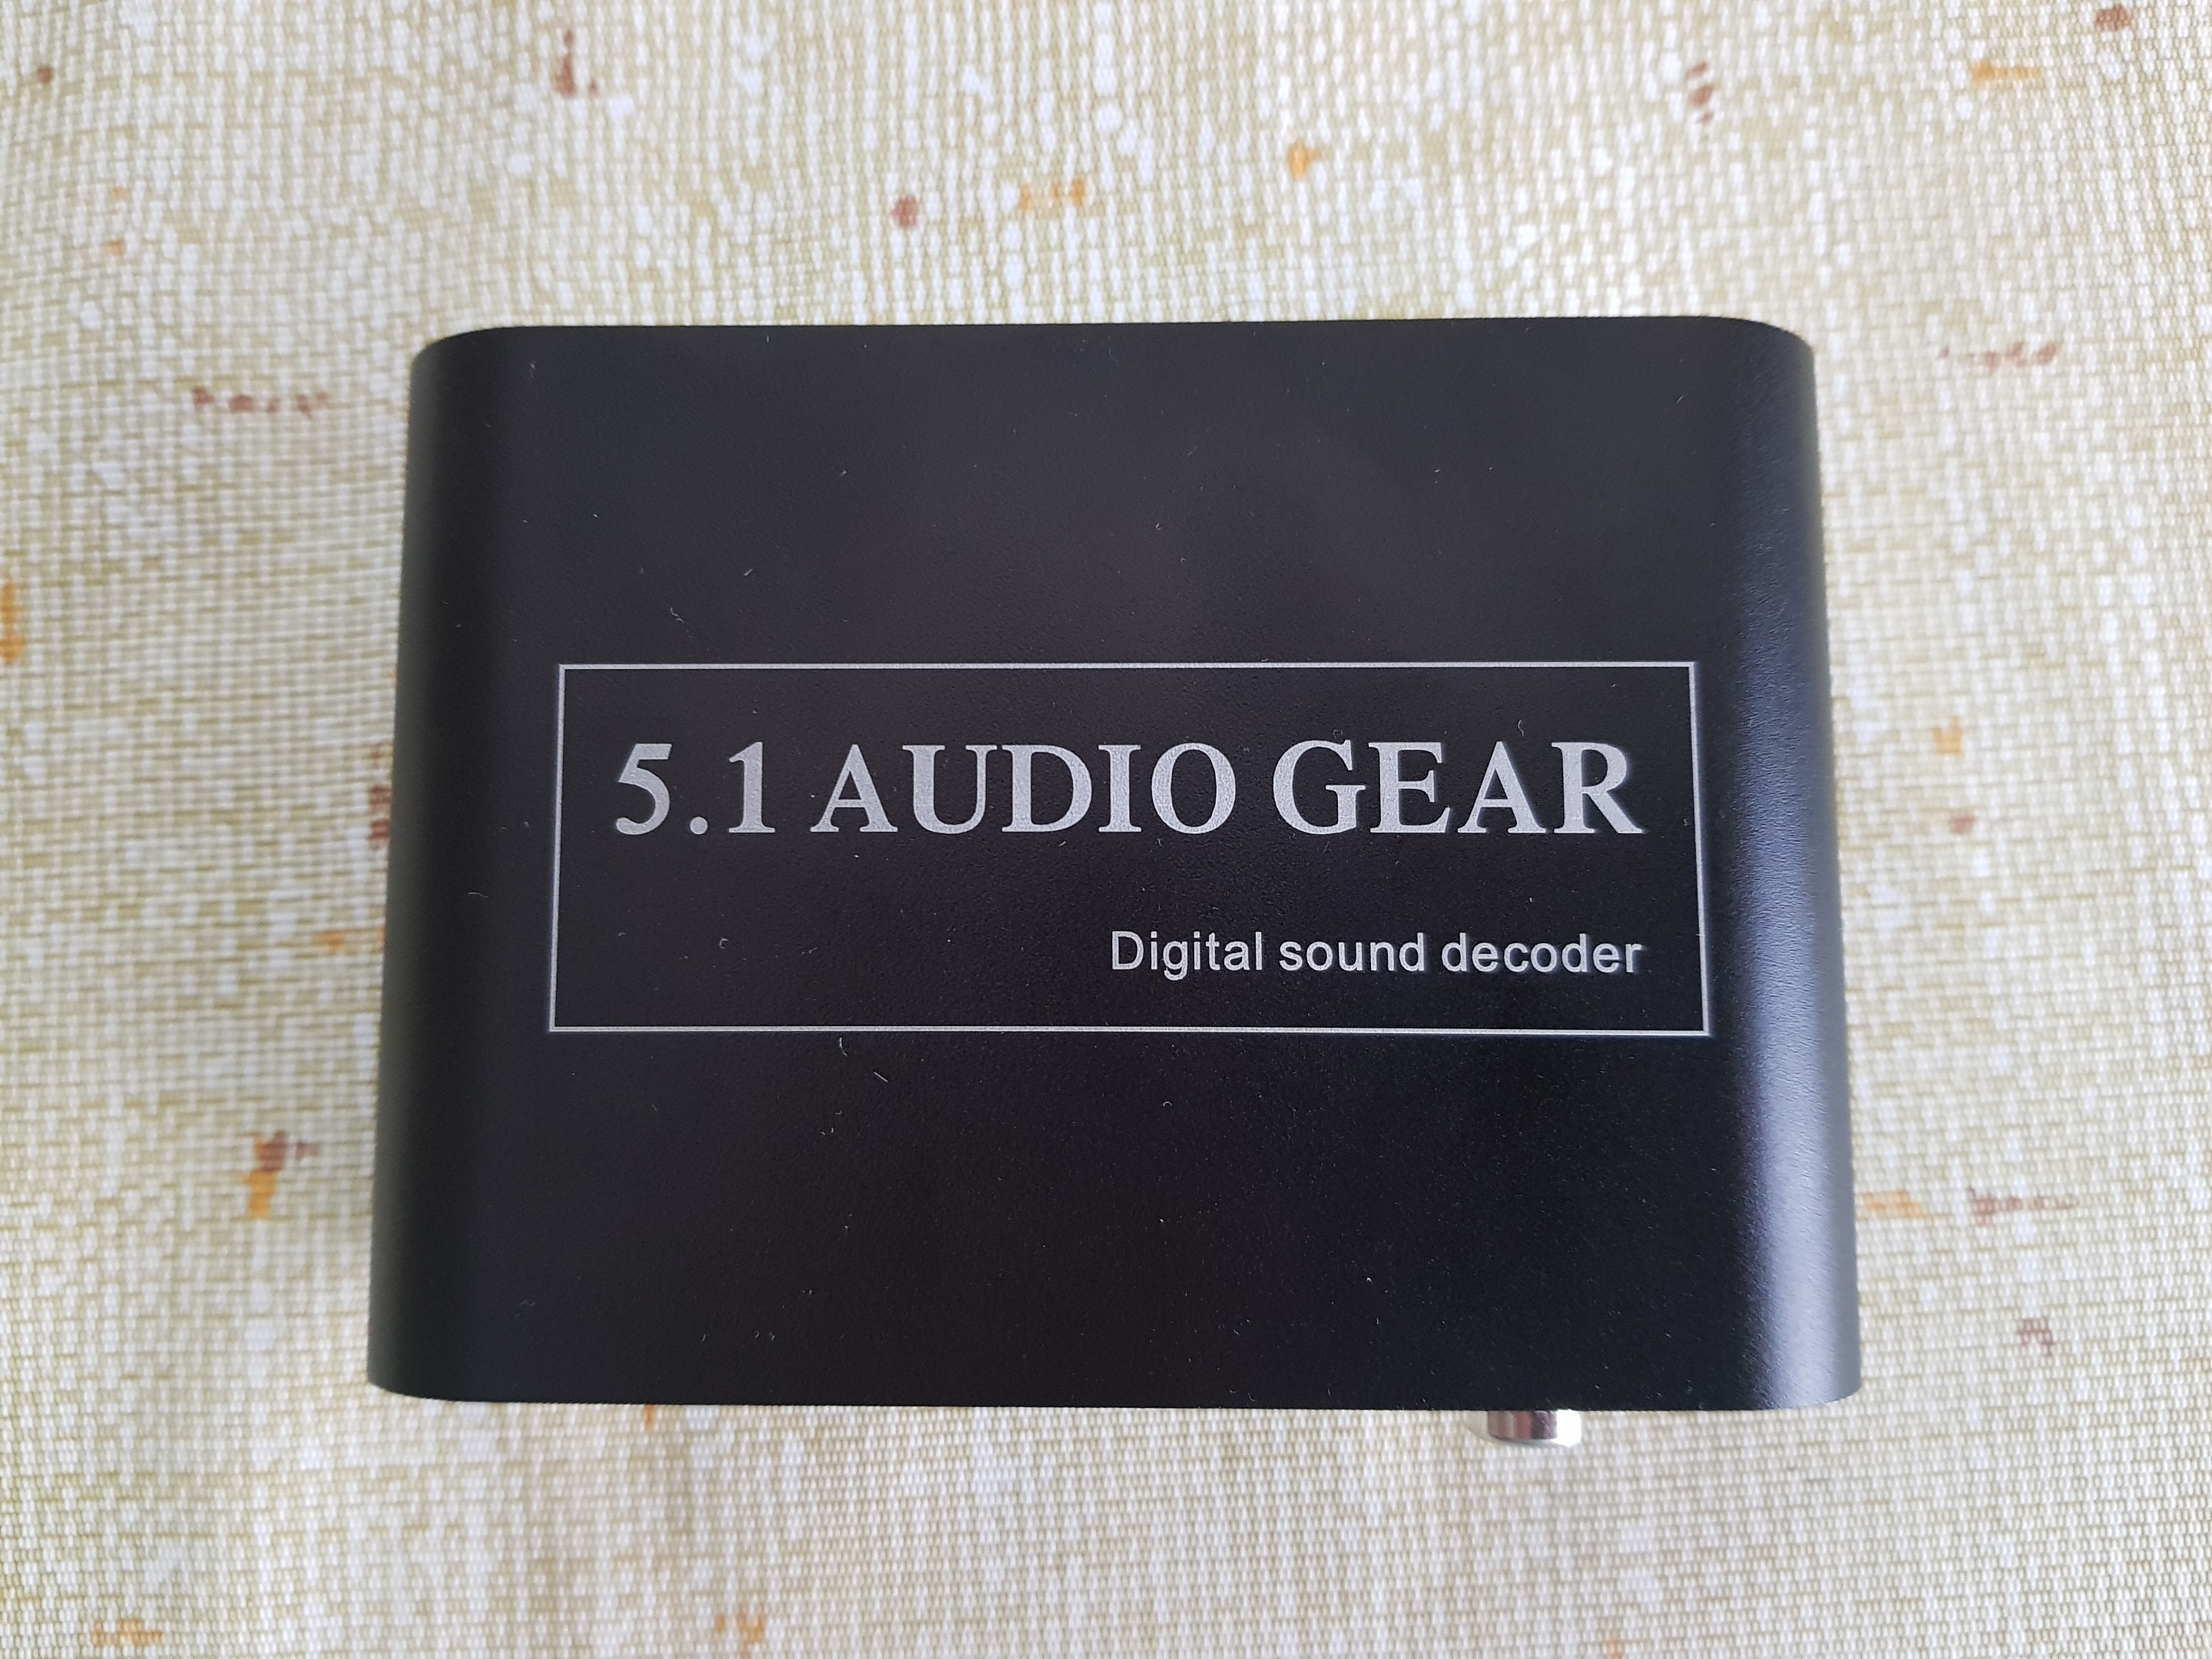 5.1 AUDIO GEAR
Digital sound decoder